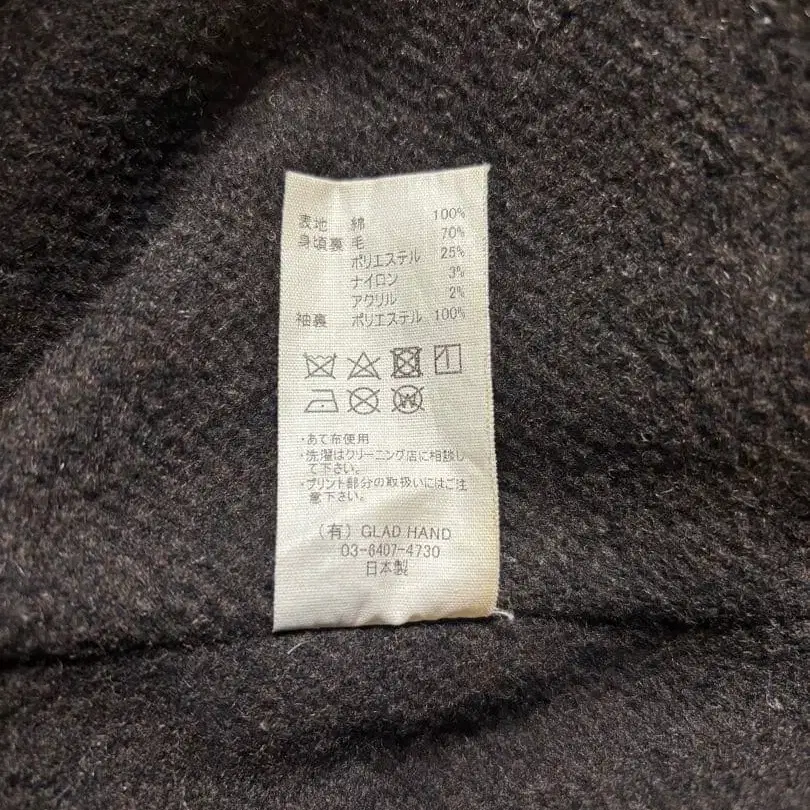 表地 綿 100%
身頃裏 毛 70%
ポリエステル 25%
ナイロン 3%
アクリル 2%
袖裏 ポリエステル 100%
W
・あて布使用
・洗濯はクリーニング店に相談し
て下さい。
・プリント部分の取扱いにはご注
意下さい。
(有) GLAD HAND
03-6407-4730
日本製